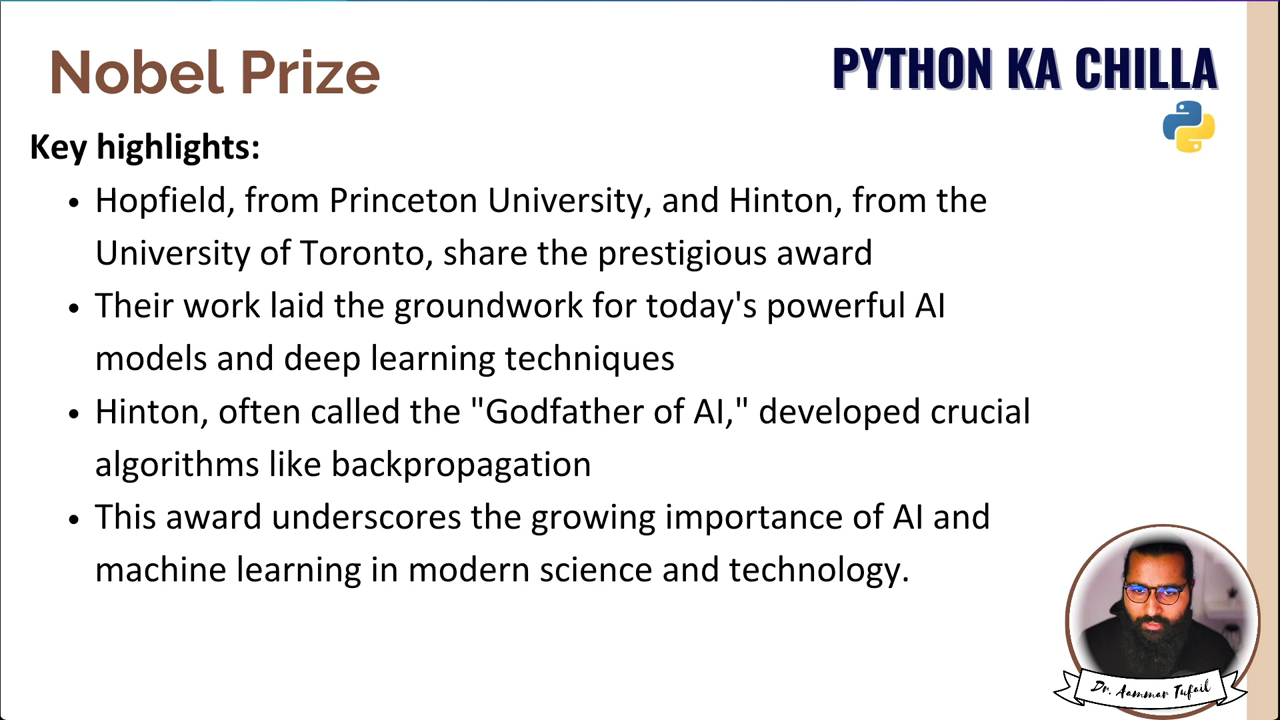 Nobel Prize
PYTHON KA CHILLA
Key highlights:
• Hopfield, from Princeton University, and Hinton, from the
University of Toronto, share the prestigious award
• Their work laid the groundwork for today's powerful AI
models and deep learning techniques
• Hinton, often called the "Godfather of AI," developed crucial
algorithms like backpropagation
• This award underscores the growing importance of AI and
machine learning in modern science and technology.
Dr. Aammar Tufail